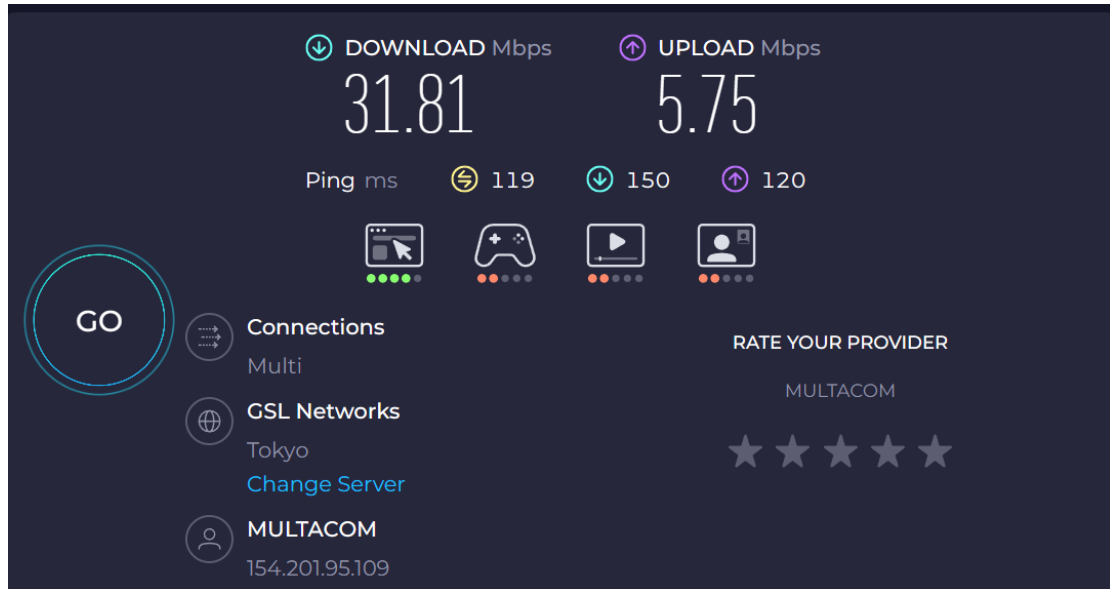 DOWNLOAD Mbps
31.81
UPLOAD Mbps
5.75
Ping ms 119 150 120
GO
Connections
Multi
GSL Networks
Tokyo
Change Server
MULTACOM
154.201.95.109
RATE YOUR PROVIDER
MULTACOM